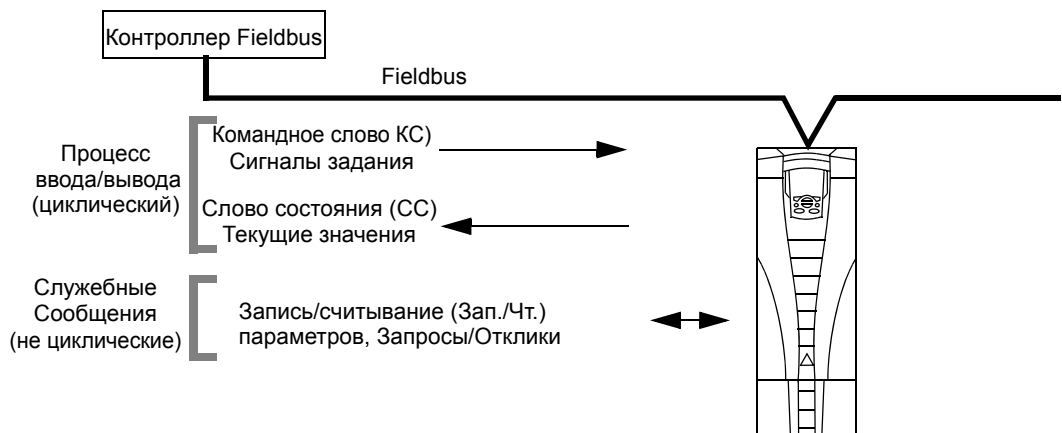 Контроллер Fieldbus
Fieldbus
Процесс
ввода/вывода
(циклический)
Командное слово КС)
Сигналы задания
Слово состояния (СС)
Текущие значения
Служебные
Сообщения
(не циклические)
Запись/считывание (Зап./Чт.)
параметров, Запросы/Отклики